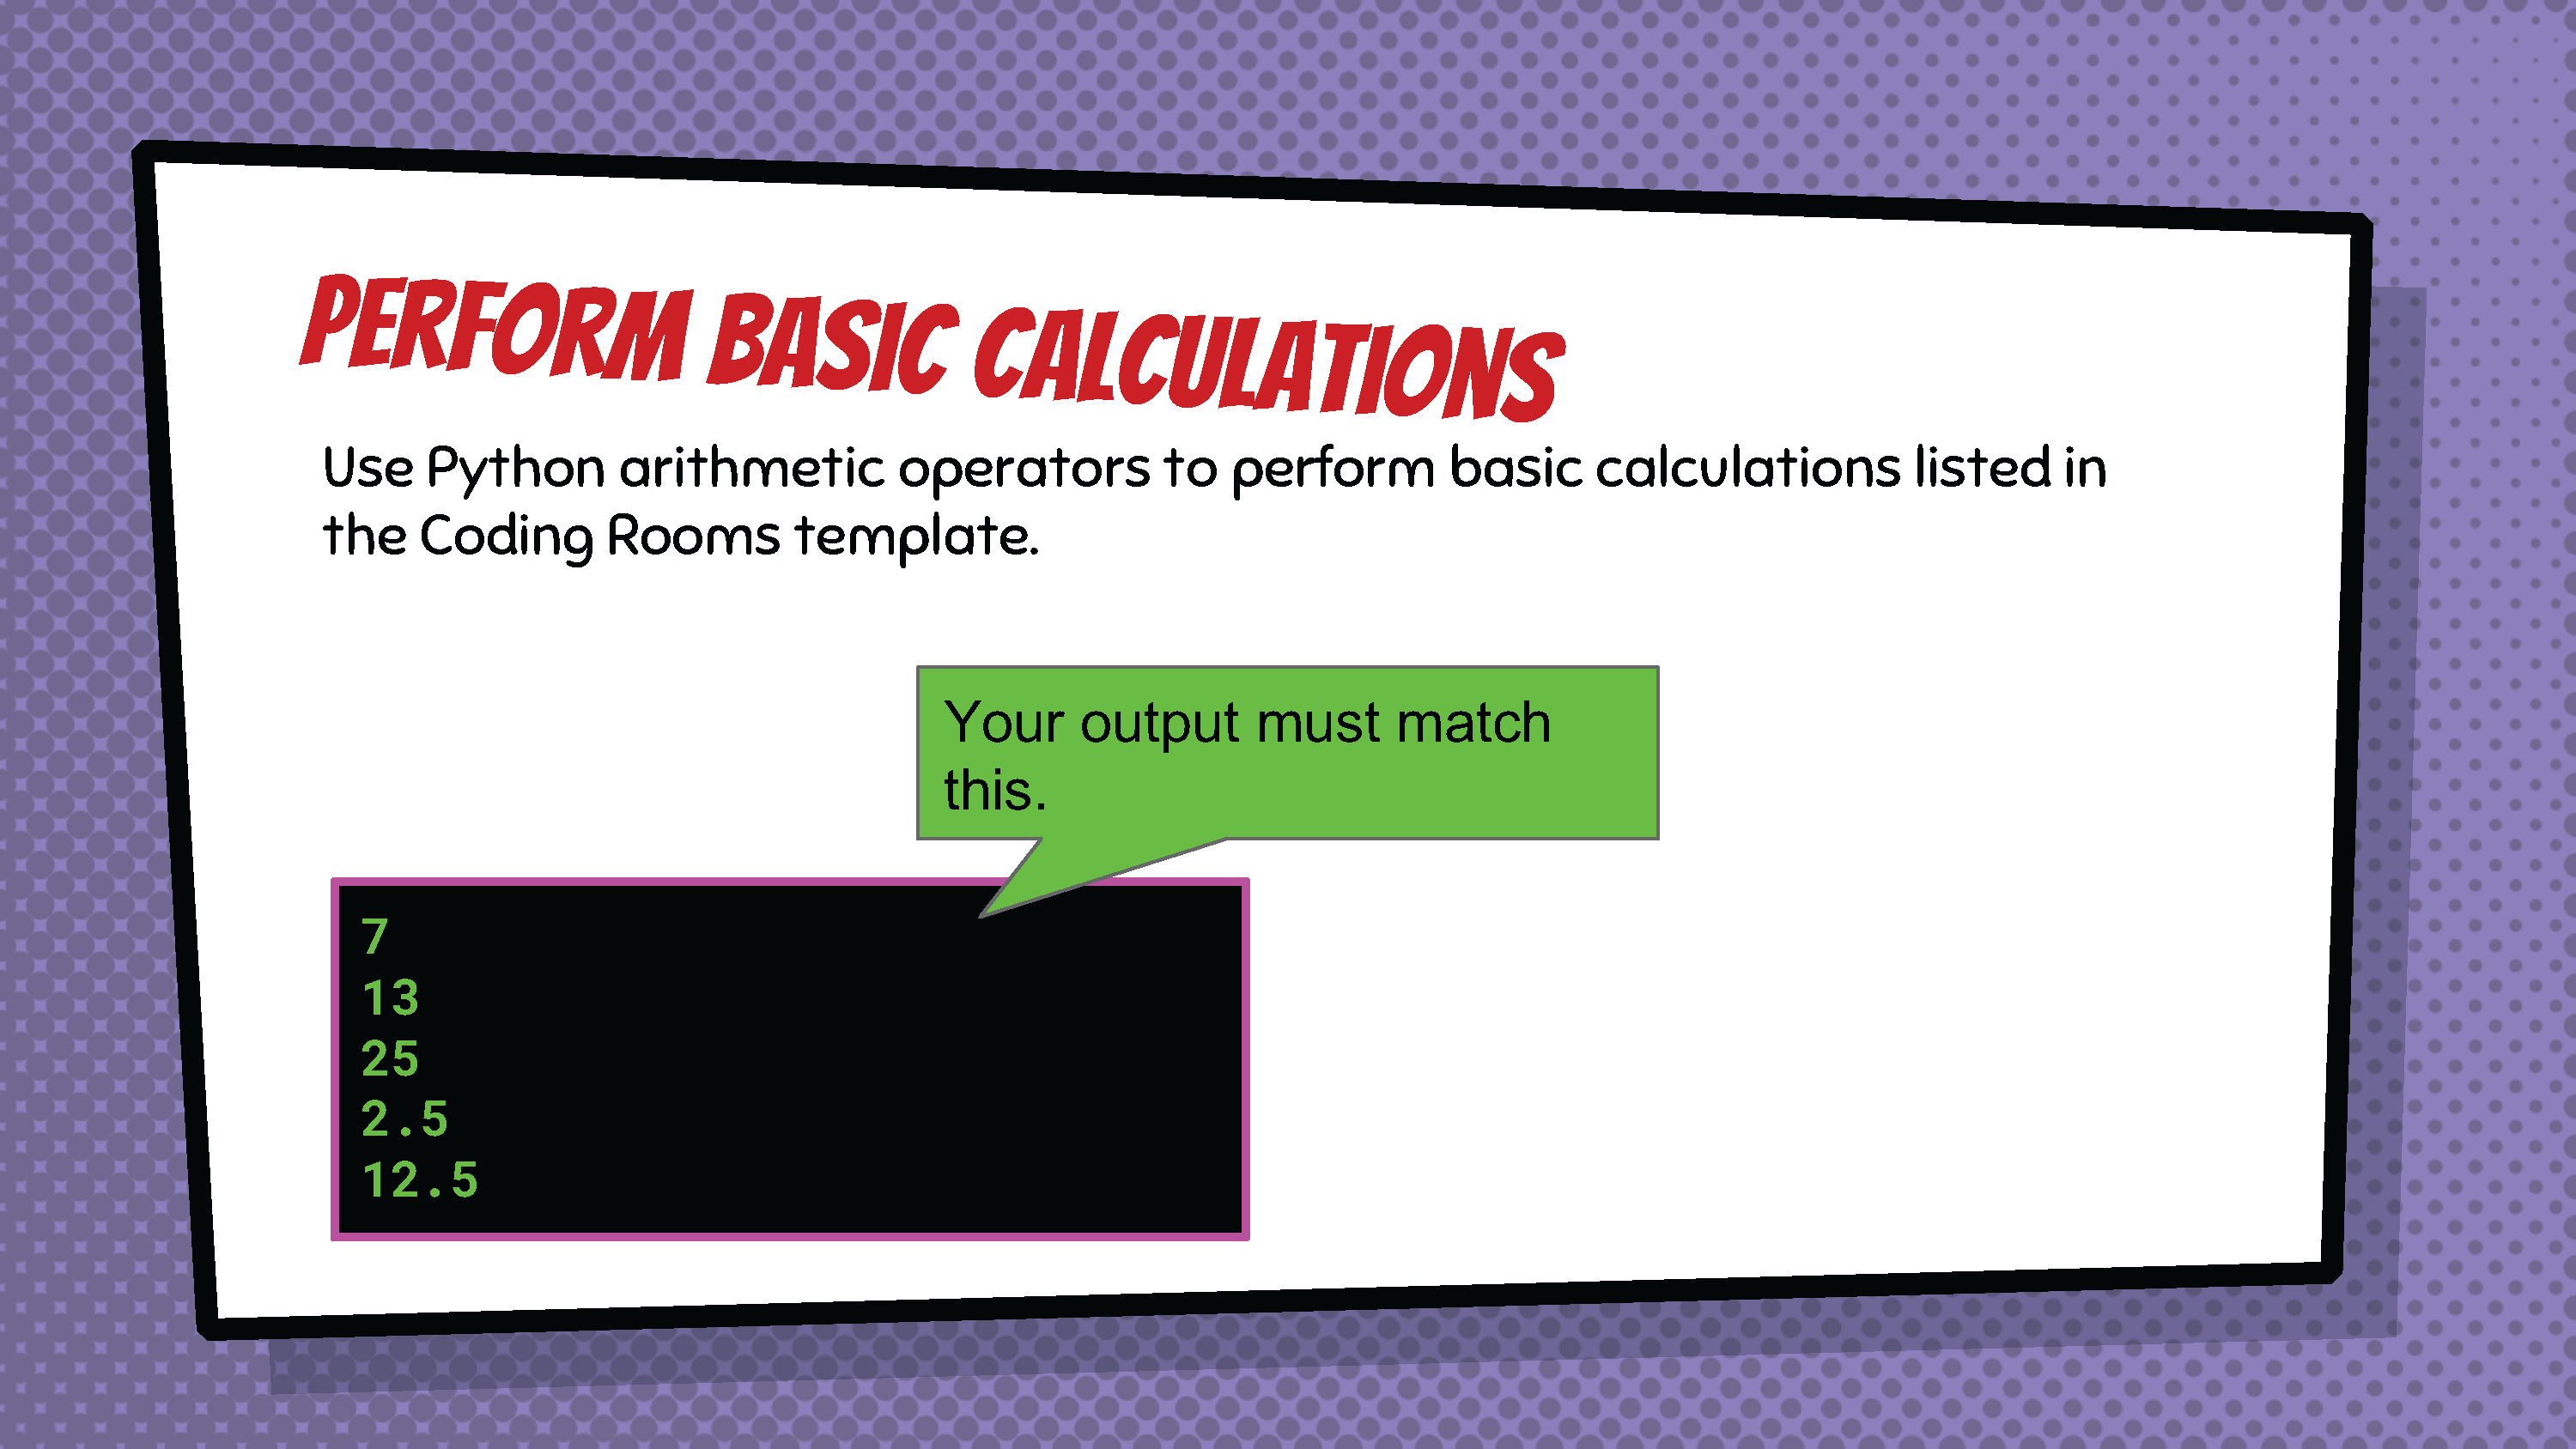 PERFORM BASIC CALCULATIONS
Use Python arithmetic operators to perform basic calculations listed in
the Coding Rooms template.
Your output must match
this.
7
13
25
2.5
12.5